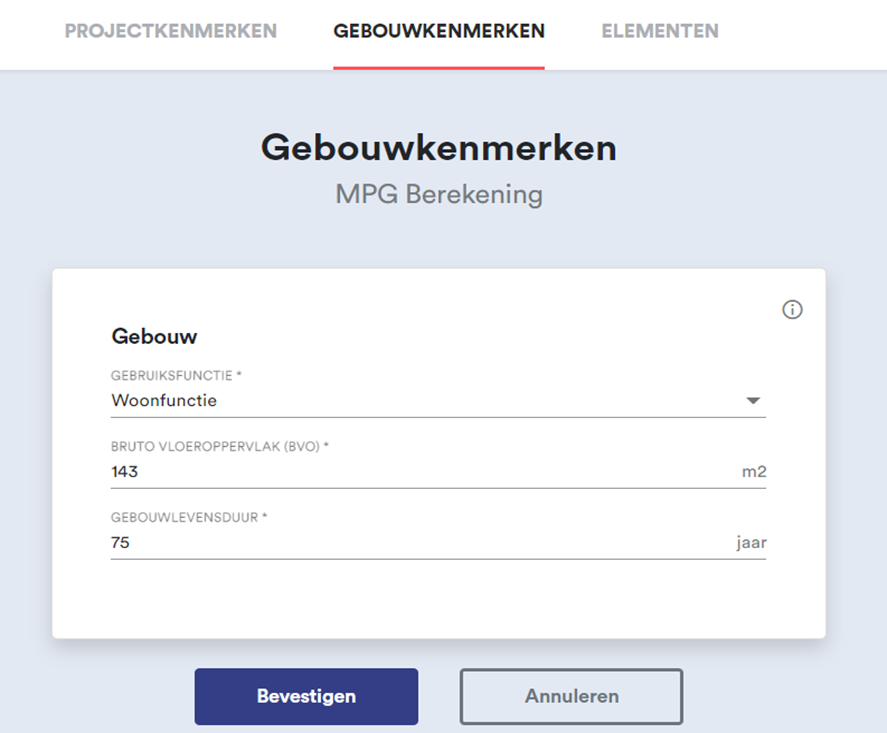 PROJECTKENMERKEN GEBOUWKENMERKEN ELEMENTEN
Gebouwkenmerken
MPG Berekening
Gebouw
GEBRUIKSFUNCTIE *
Woonfunctie
BRUTO VLOEROPPERVLAK (BVO) *
143 m2
GEBOUWLEVENSDUUR *
75 jaar
Bevestigen Annuleren